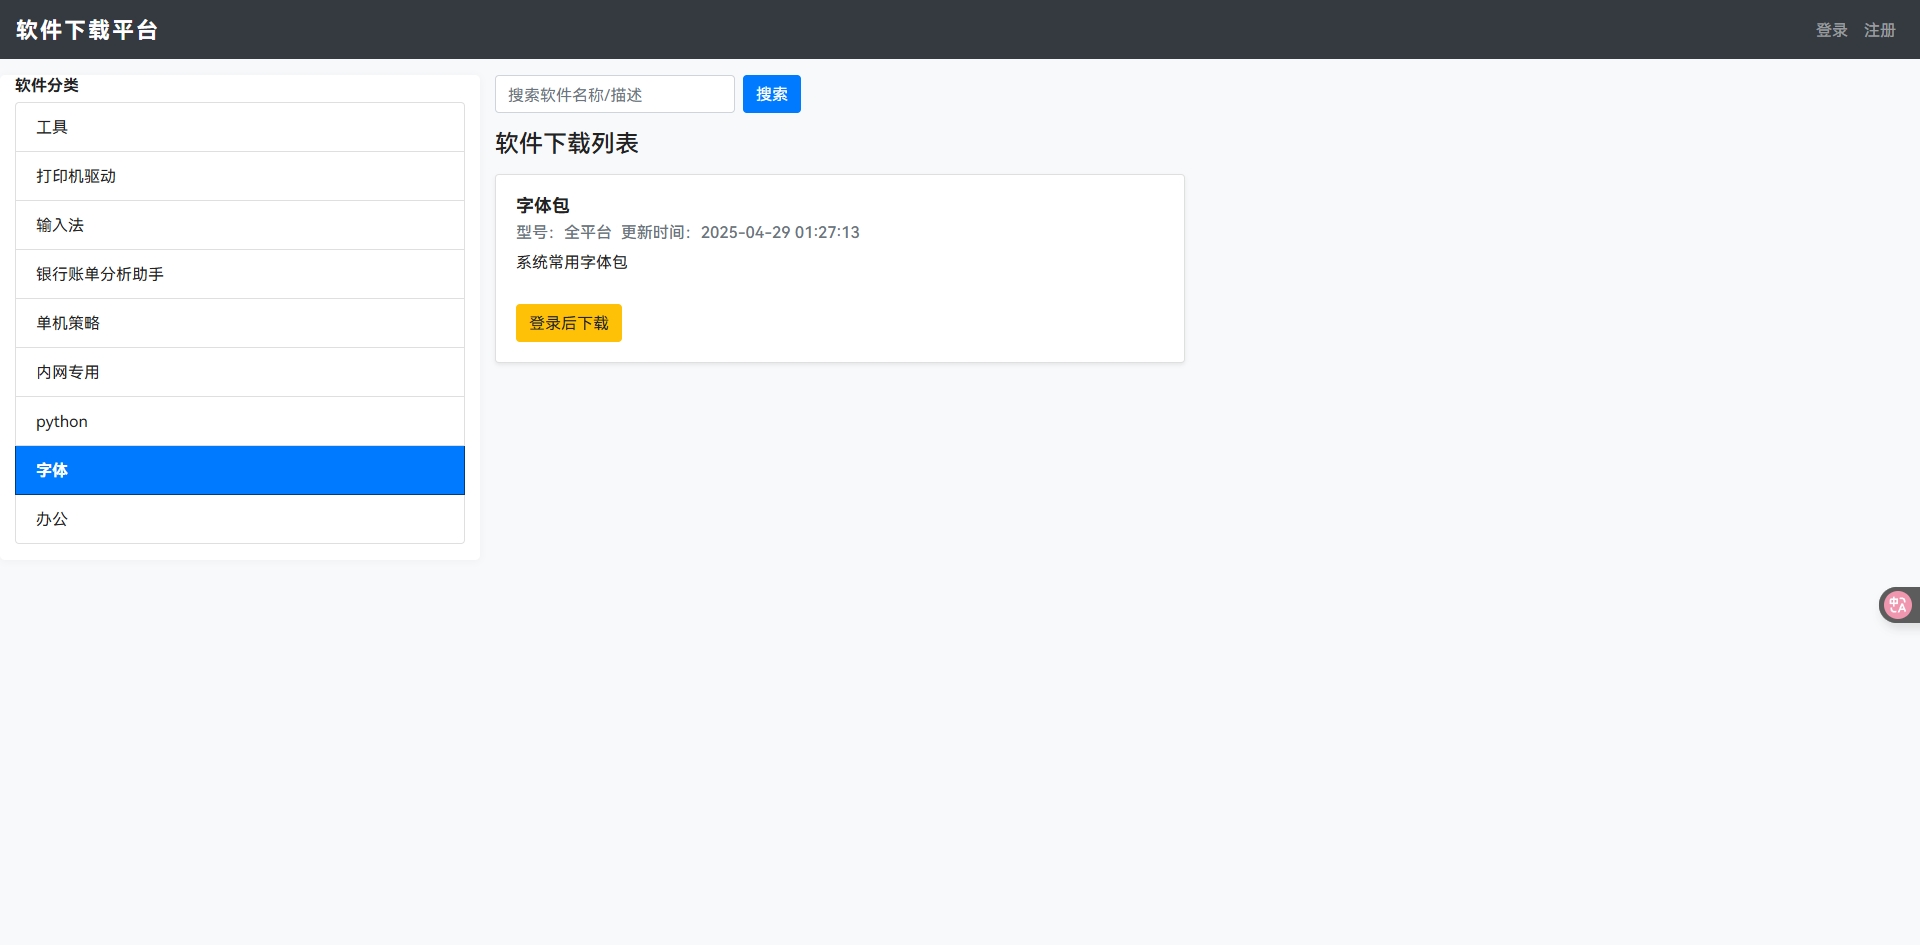 软件下载平台
登录 注册
软件分类
工具
打印机驱动
输入法
银行账单分析助手
单机策略
内网专用
python
字体
办公
搜索软件名称/描述 搜索
软件下载列表
字体包
型号：全平台 更新时间：2025-04-29 01:27:13
系统常用字体包
登录后下载
中A